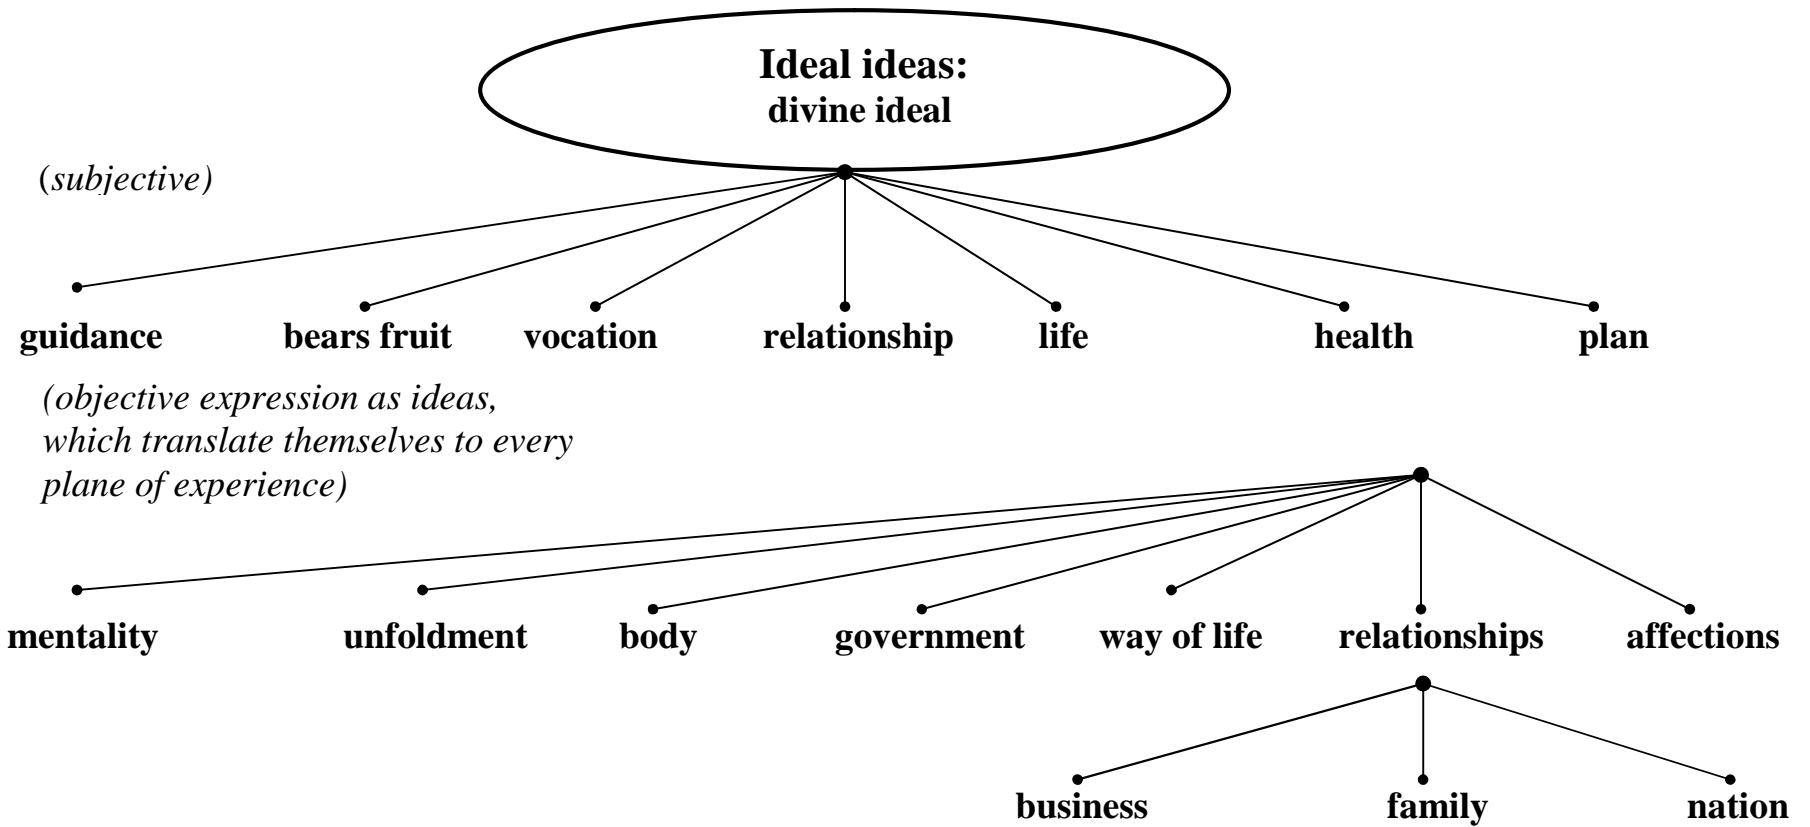 Ideal ideas:
divine ideal
(subjective)
guidance bears fruit vocation relationship life health plan
(objective expression as ideas,
which translate themselves to every
plane of experience)
mentality unfoldment body government way of life relationships affections
business family nation